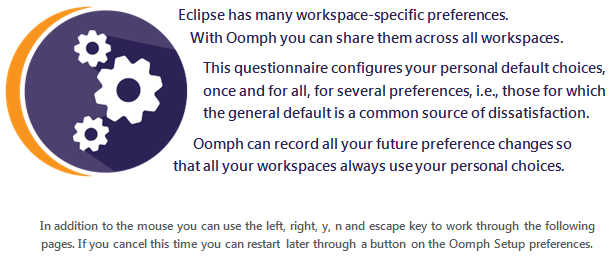 Eclipse has many workspace-specific preferences.
With Oomph you can share them across all workspaces.
This questionnaire configures your personal default choices,
once and for all, for several preferences, i.e., those for which
the general default is a common source of dissatisfaction.
Oomph can record all your future preference changes so
that all your workspaces always use your personal choices.
In addition to the mouse you can use the left, right, y, n and escape key to work through the following
pages. If you cancel this time you can restart later through a button on the Oomph Setup preferences.